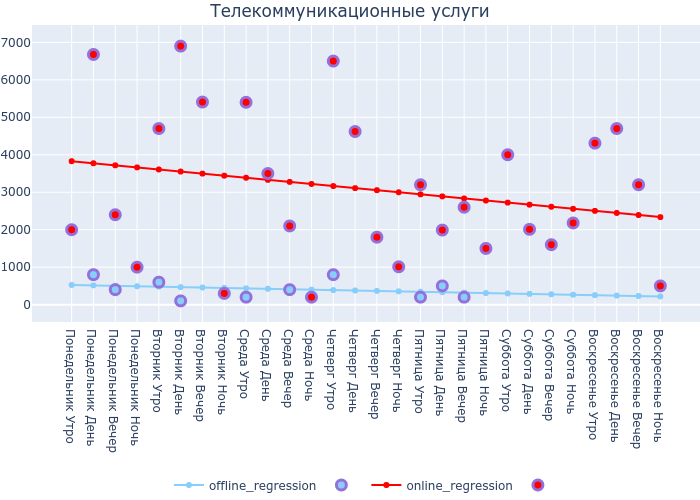 Телекоммуникационные услуги
7000
6000
5000
4000
3000
2000
1000
0
Понедельник Утро
Понедельник День
Понедельник Вечер
Понедельник Ночь
Вторник Утро
Вторник День
Вторник Вечер
Вторник Ночь
Среда Утро
Среда День
Среда Вечер
Среда Ночь
Четверг Утро
Четверг День
Четверг Вечер
Четверг Ночь
Пятница Утро
Пятница День
Пятница Вечер
Пятница Ночь
Суббота Утро
Суббота День
Суббота Вечер
Суббота Ночь
Воскресенье Утро
Воскресенье День
Воскресенье Вечер
Воскресенье Ночь
offline_regression
online_regression